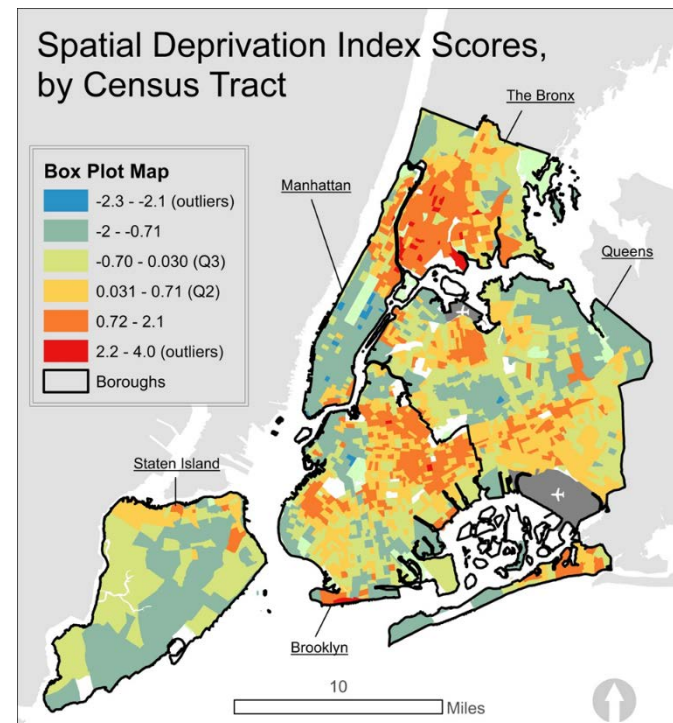 Spatial Deprivation Index Scores,
by Census Tract
The Bronx
Box Plot Map
-2.3 - -2.1 (outliers)
-2 - -0.71
-0.70 - 0.030 (Q3)
0.031 - 0.71 (Q2)
0.72 - 2.1
2.2 - 4.0 (outliers)
Boroughs
Manhattan
Queens
Staten Island
Brooklyn
10
Miles